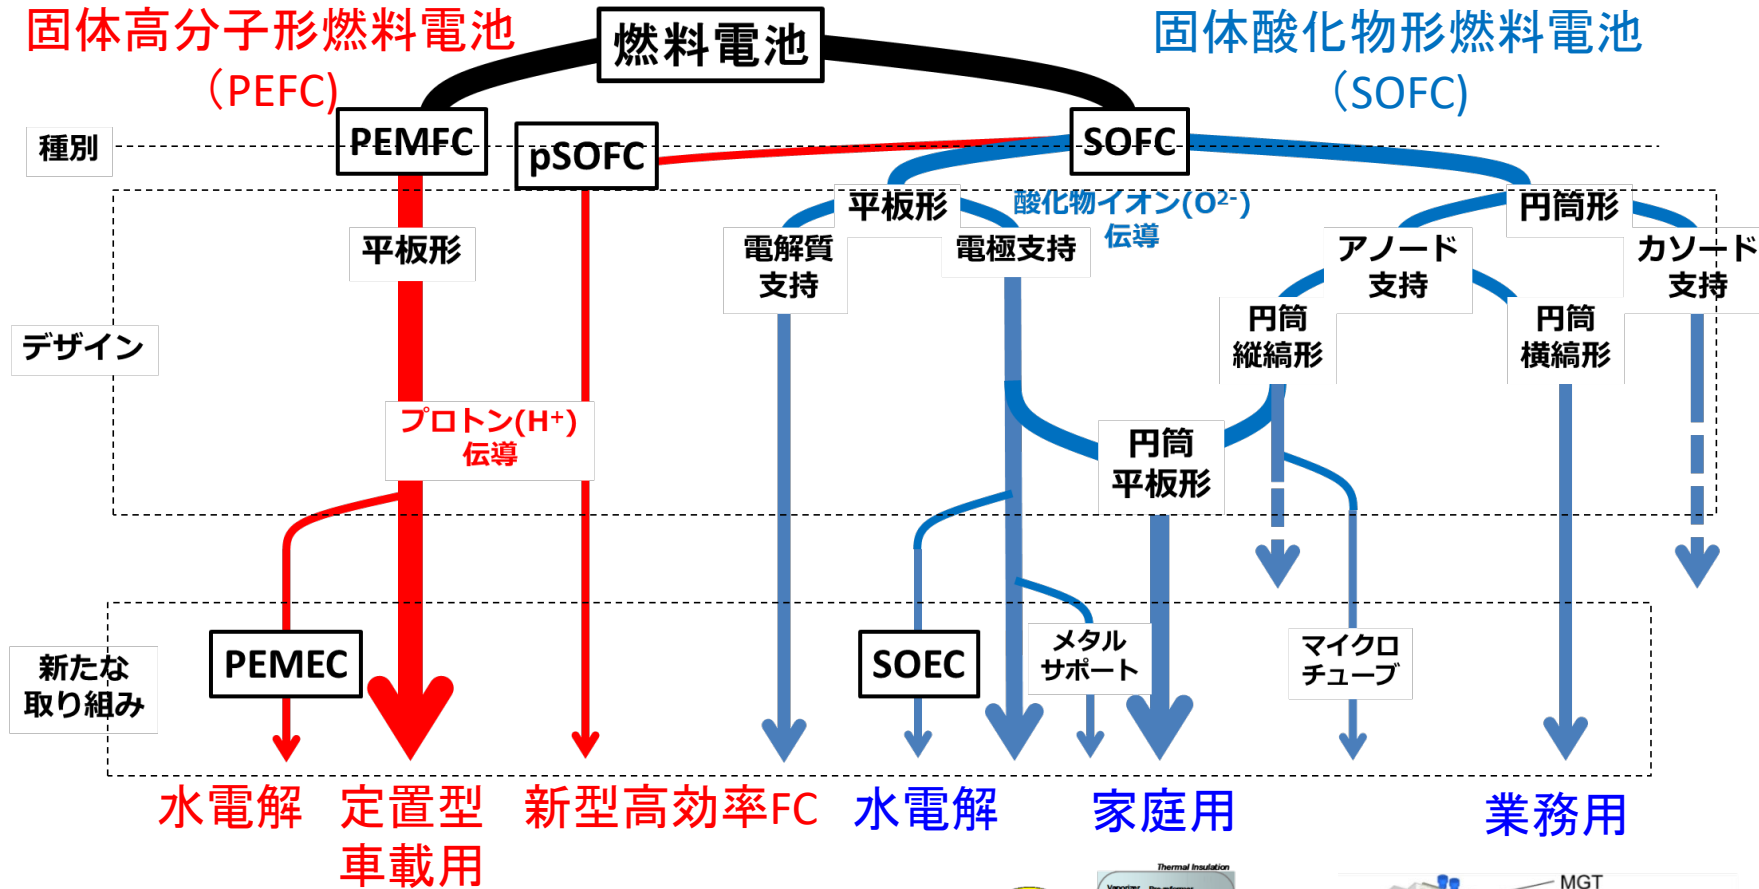 固体高分子形燃料電池
（PEFC)
燃料電池
固体酸化物形燃料電池
（SOFC)
種別
PEMFC
pSOFC
SOFC
平板形
酸化物イオン(O²⁻)
伝導
円筒形
平板形
電解質
支持
電極支持
アノード
支持
カソード
支持
デザイン
円筒
縦縞形
円筒
横縞形
プロトン(H⁺)
伝導
円筒
平板形
新たな
取り組み
PEMEC
SOEC
メタル
サポート
マイクロ
チューブ
水電解
定置型
車載用
新型高効率FC
水電解
家庭用
業務用
Thermal Insulation
MGT